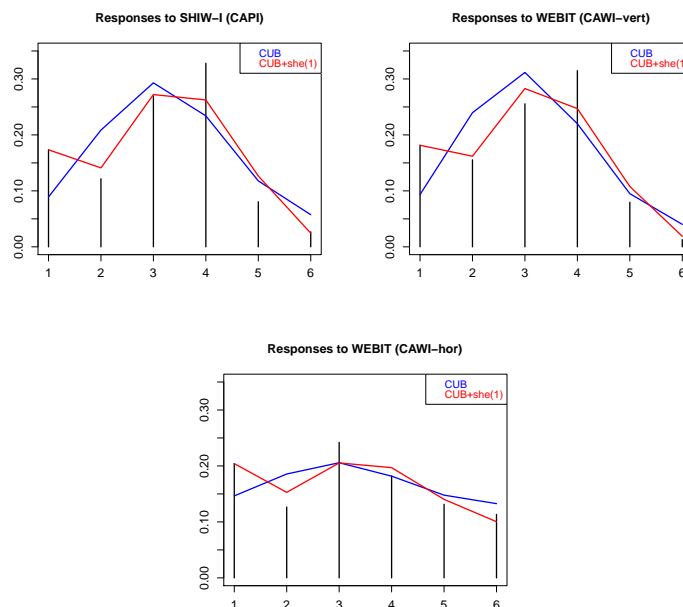 Responses to SHIW−I (CAPI)
CUB
CUB+she(1)
0.00 0.10 0.20 0.30
1 2 3 4 5 6
Responses to WEBIT (CAWI−vert)
CUB
CUB+she(1)
0.00 0.10 0.20 0.30
1 2 3 4 5 6
Responses to WEBIT (CAWI−hor)
CUB
CUB+she(1)
0.00 0.10 0.20 0.30
1 2 3 4 5 6